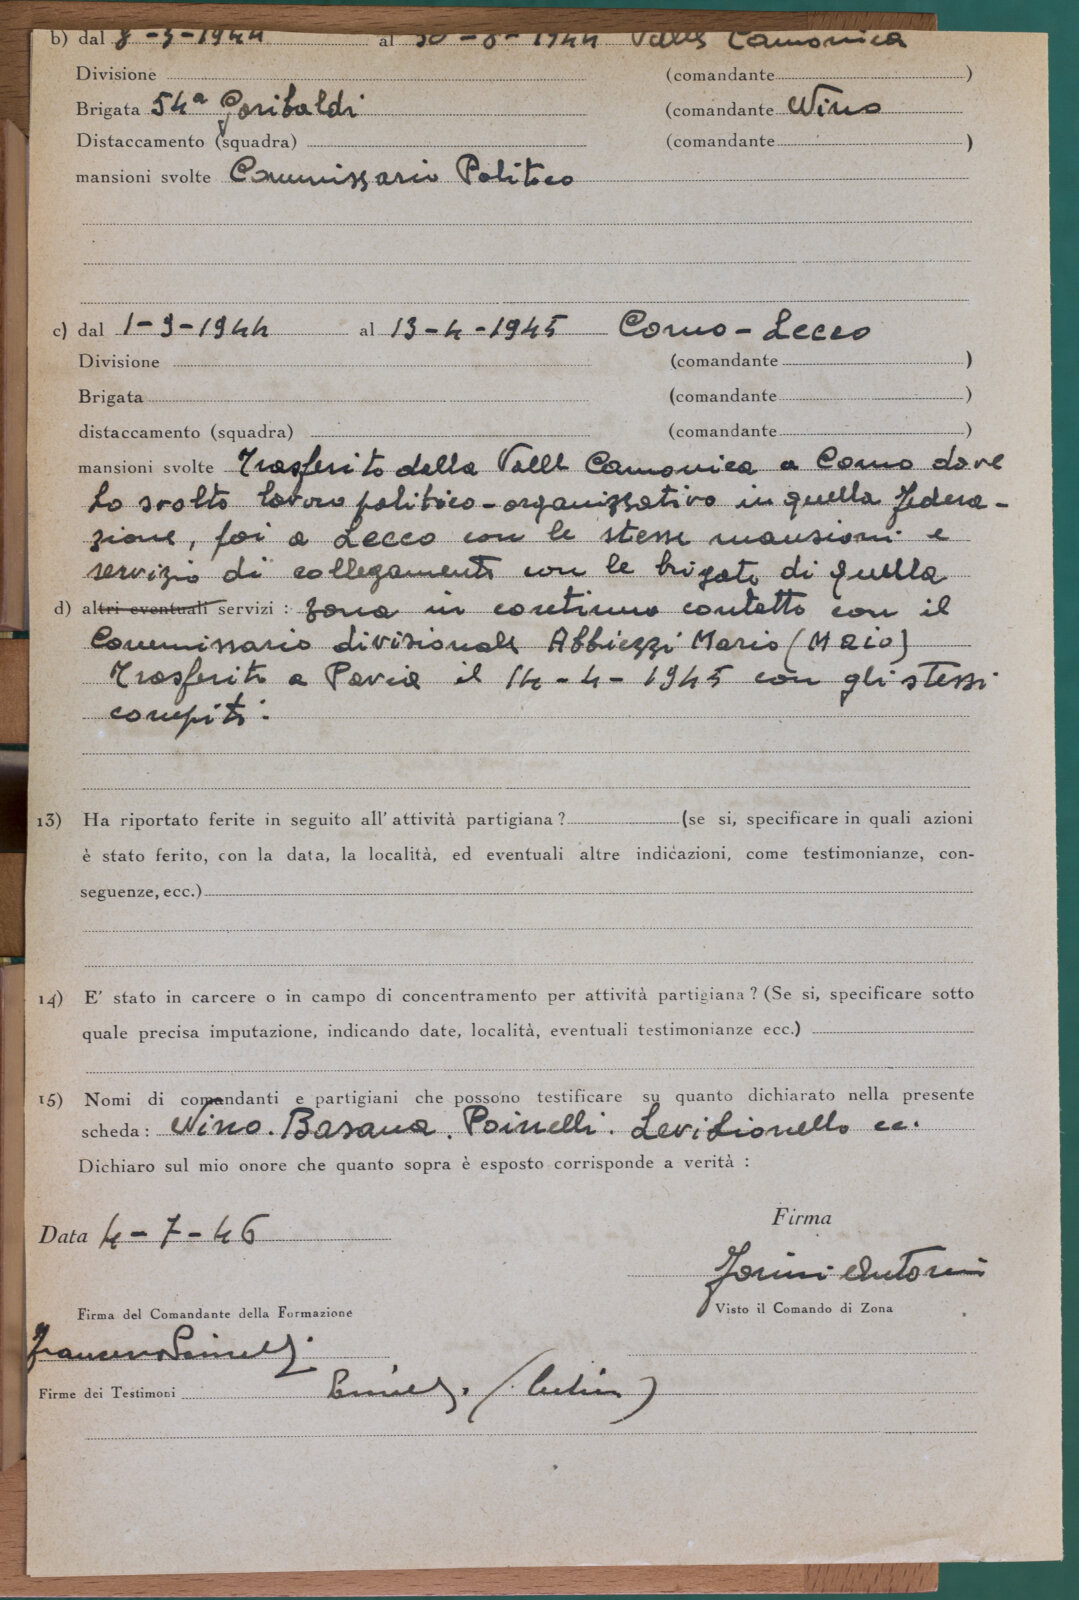 b) dal 8-5-1944 al 30-8-1944 Valle Camonica
Divisione (comandante )
Brigata 54ª Garibaldi (comandante Nino
Distaccamento (squadra) (comandante )
mansioni svolte Commissario Politico
c) dal 1-9-1944 al 13-4-1945 Como - Lecco
Divisione (comandante )
Brigata (comandante )
distaccamento (squadra) (comandante )
mansioni svolte Trasferito dalla Valle Camonica a Como dove
ho svolto lavoro politico-organizzativo in quella Federa-
zione, poi a Lecco con le stesse mansioni e
servizio di collegamento con le brigate di quella
d) altri eventuali servizi : zona in continuo contatto con il
Commissario divisionale Abbiezzi Mario (Maio)
Trasferito a Pavia il 14-4-1945 con gli stessi
compiti.
13) Ha riportato ferite in seguito all' attività partigiana ? (se si, specificare in quali azioni
è stato ferito, con la data, la località, ed eventuali altre indicazioni, come testimonianze, con-
seguenze, ecc.)
14) E' stato in carcere o in campo di concentramento per attività partigiana ? (Se si, specificare sotto
quale precisa imputazione, indicando date, località, eventuali testimonianze ecc.)
15) Nomi di comandanti e partigiani che possono testificare su quanto dichiarato nella presente
scheda : Nino. Basana. Poinelli. Levi Lionello ec.
Dichiaro sul mio onore che quanto sopra è esposto corrisponde a verità :
Data 4-7-46
Firma
Forini Antonio
Firma del Comandante della Formazione
Visto il Comando di Zona
Francesco Poinelli
Firme dei Testimoni